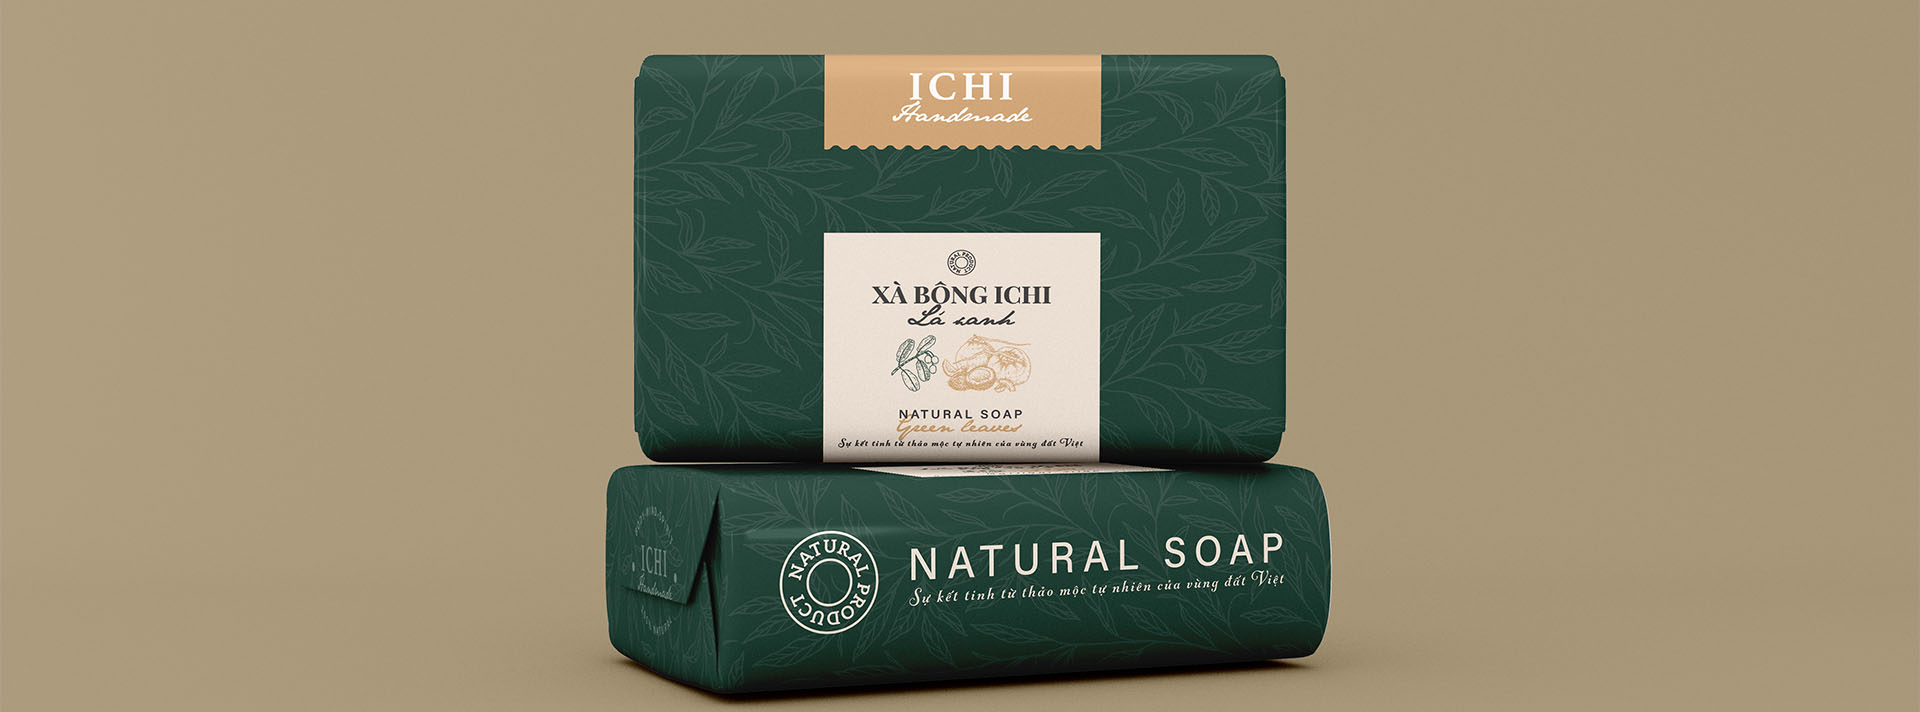 ICHI
Handmade
NATURAL PRODUCT
XÀ BÔNG ICHI
Lá xanh
NATURAL SOAP
Green leaves
Sự kết tinh từ thảo mộc tự nhiên của vùng đất Việt
ICHI
Handmade
NATURAL PRODUCT
NATURAL SOAP
Sự kết tinh từ thảo mộc tự nhiên của vùng đất Việt